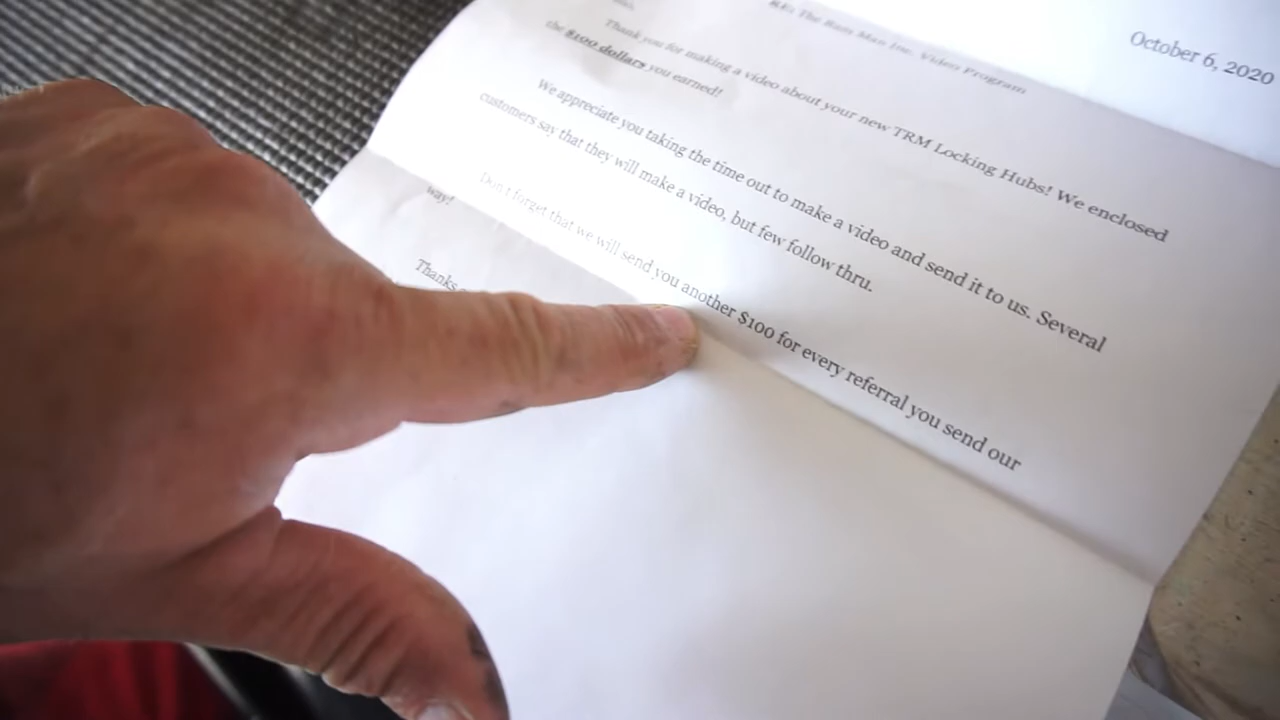 October 6, 2020
RE: The Ram Man Inc. Video Program
Thank you for making a video about your new TRM Locking Hubs! We enclosed
the $100 dollars you earned!
We appreciate you taking the time out to make a video and send it to us. Several
customers say that they will make a video, but few follow thru.
Don't forget that we will send you another $100 for every referral you send our
way!
Thanks